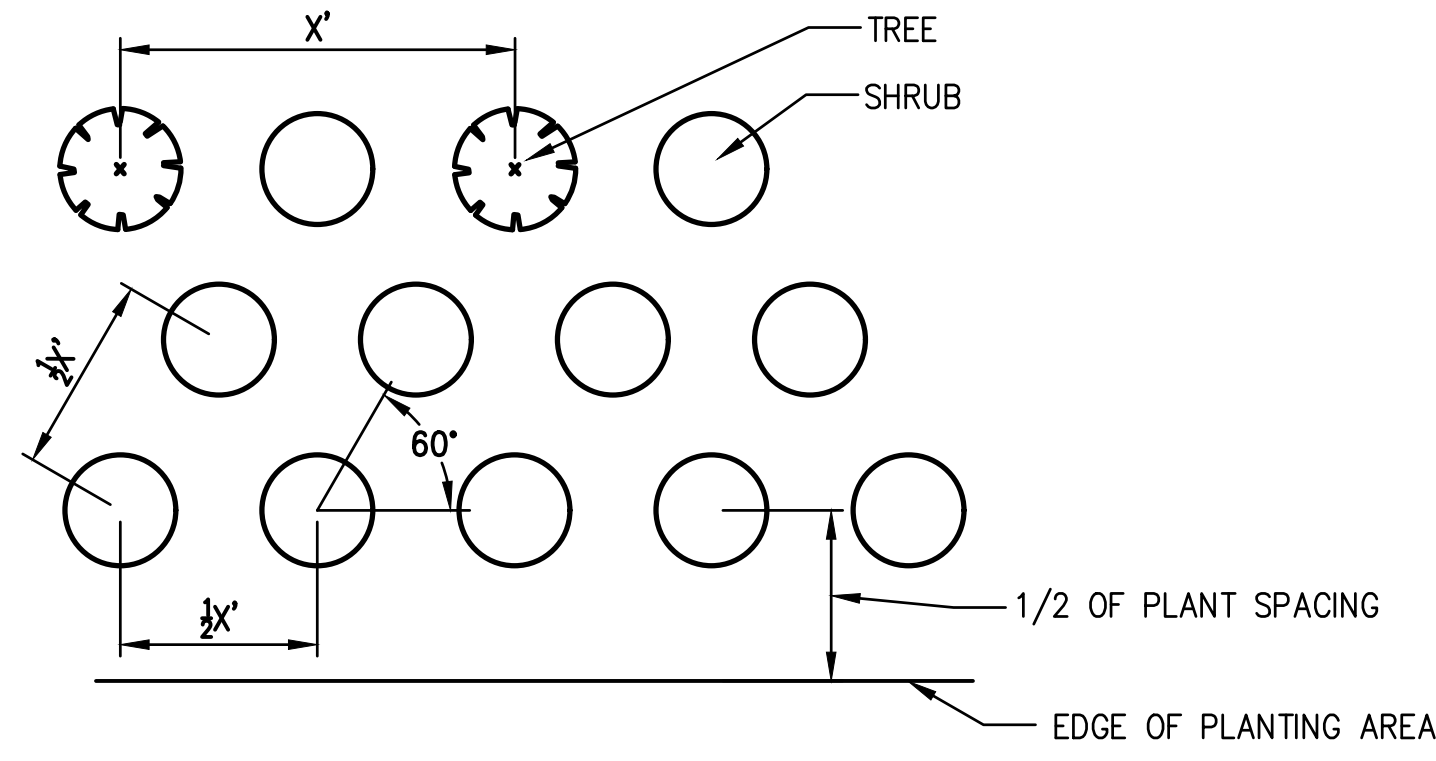 X'
TREE
SHRUB
½X'
60°
½X'
1/2 OF PLANT SPACING
EDGE OF PLANTING AREA